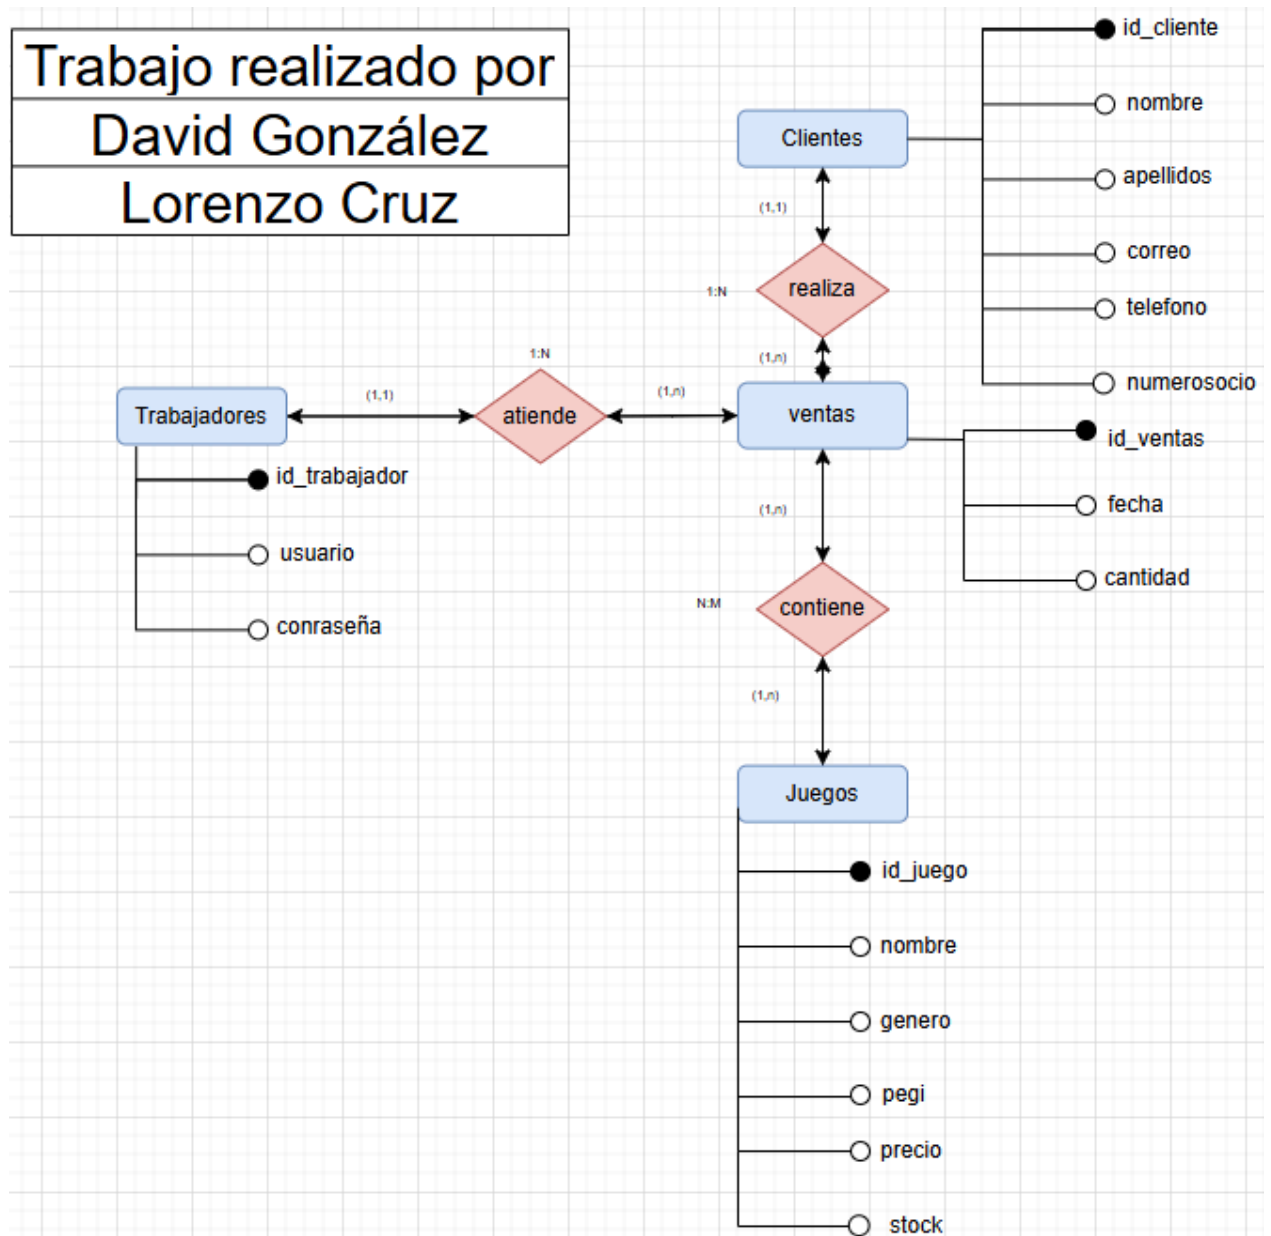 Trabajo realizado por
David González
Lorenzo Cruz
id_cliente
nombre
apellidos
correo
telefono
numerosocio
Clientes
(1,1)
1:N
realiza
(1,n)
1:N
Trabajadores
(1,1)
atiende
(1,n)
ventas
id_ventas
fecha
cantidad
id_trabajador
usuario
conraseña
(1,n)
N:M
contiene
(1,n)
Juegos
id_juego
nombre
genero
pegi
precio
stock